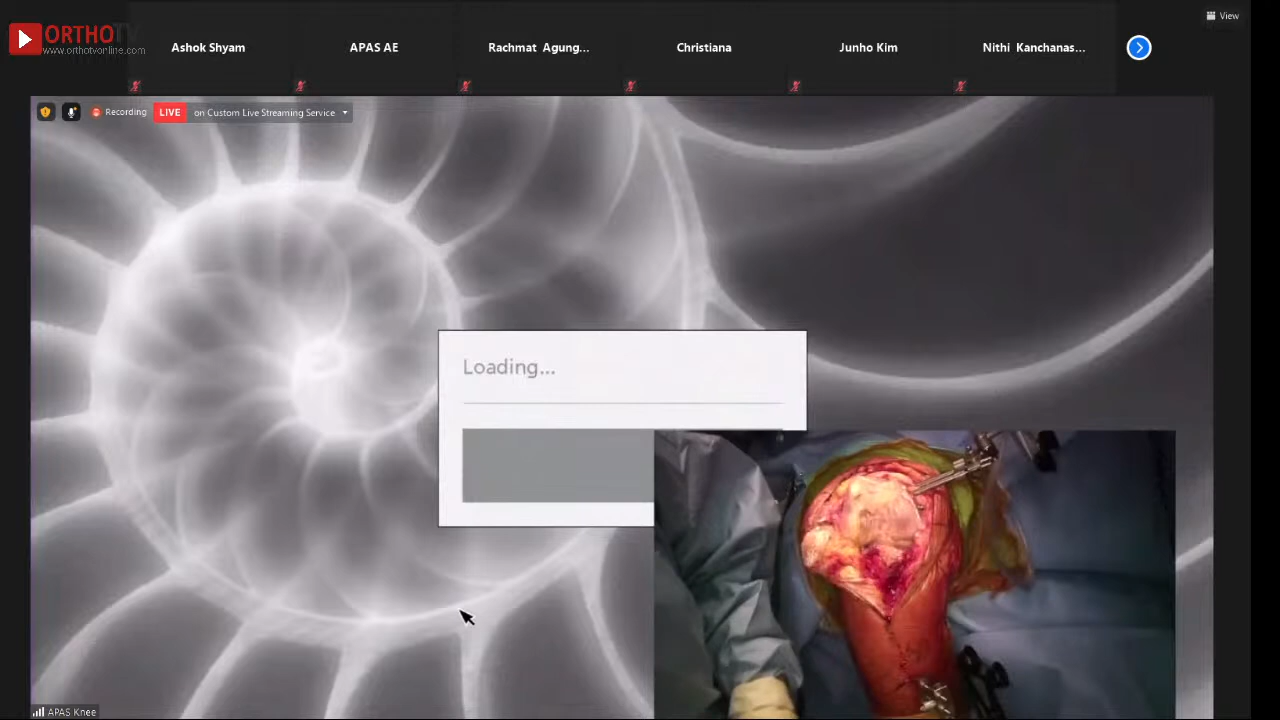 ORTHOTV
www.orthotvonline.com
View
Ashok Shyam
APAS AE
Rachmat Agung...
Christiana
Junho Kim
Nithi Kanchanas...
Recording
LIVE
on Custom Live Streaming Service
Loading...
APAS Knee